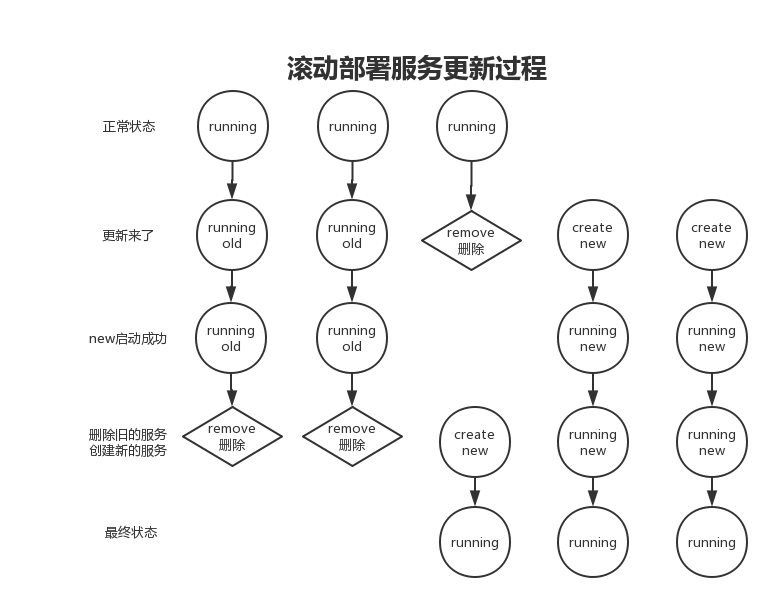 滚动部署服务更新过程
正常状态
running
running
running
更新来了
running
old
running
old
remove
删除
create
new
create
new
new启动成功
running
old
running
old
running
new
running
new
删除旧的服务
创建新的服务
remove
删除
remove
删除
create
new
running
new
running
new
最终状态
running
running
running